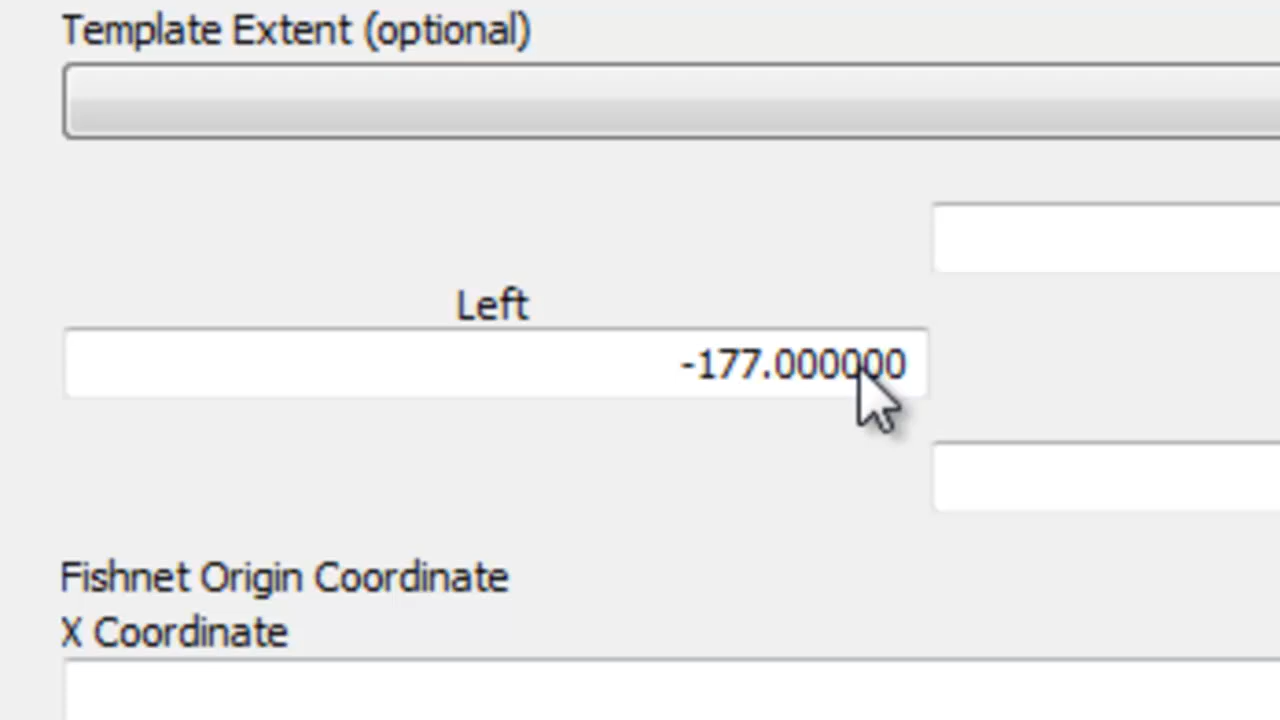 Template Extent (optional)
Left
-177.000000
Fishnet Origin Coordinate
X Coordinate